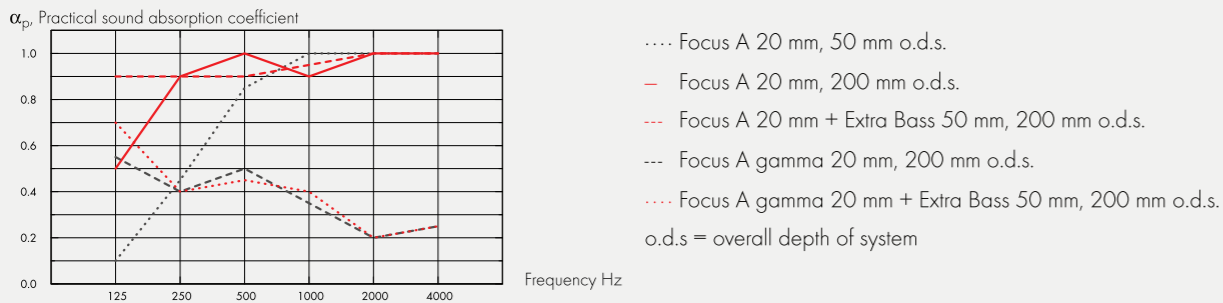 αp, Practical sound absorption coefficient
1.0
0.8
0.6
0.4
0.2
0.0
125 250 500 1000 2000 4000
Frequency Hz
Focus A 20 mm, 50 mm o.d.s.
Focus A 20 mm, 200 mm o.d.s.
Focus A 20 mm + Extra Bass 50 mm, 200 mm o.d.s.
Focus A gamma 20 mm, 200 mm o.d.s.
Focus A gamma 20 mm + Extra Bass 50 mm, 200 mm o.d.s.
o.d.s = overall depth of system